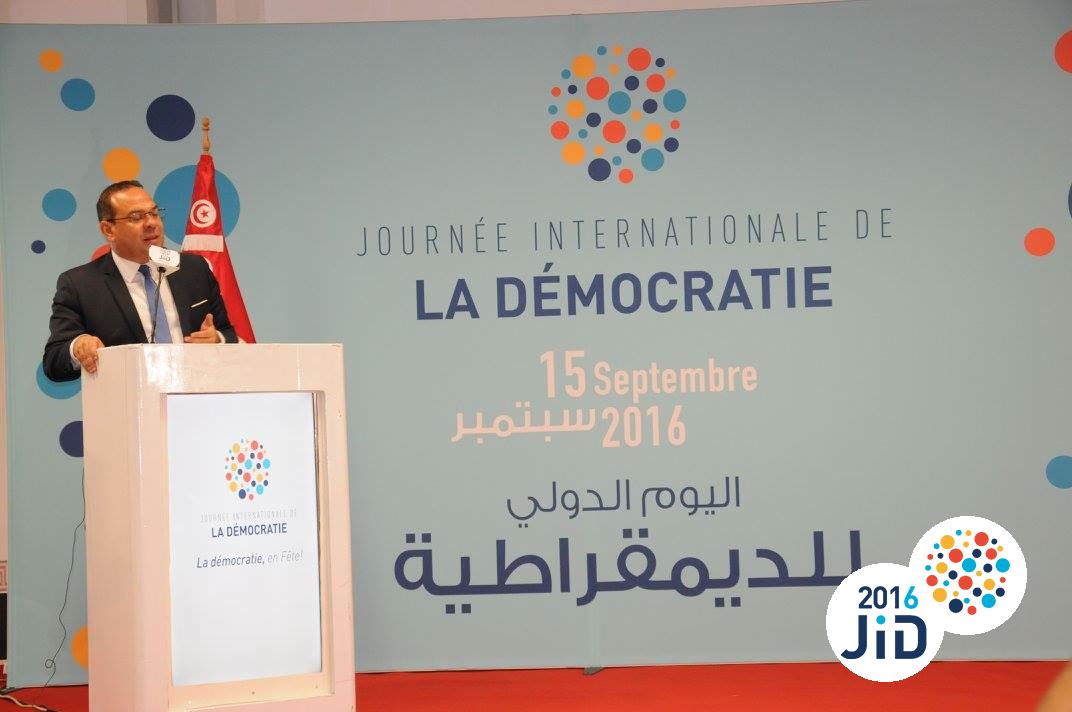 JOURNÉE INTERNATIONALE DE
LA DÉMOCRATIE
15 Septembre
سبتمبر 2016
اليوم الدولي
للديمقراطية
JiD
JOURNÉE INTERNATIONALE DE
LA DÉMOCRATIE
La démocratie, en Fête!
2016
JiD